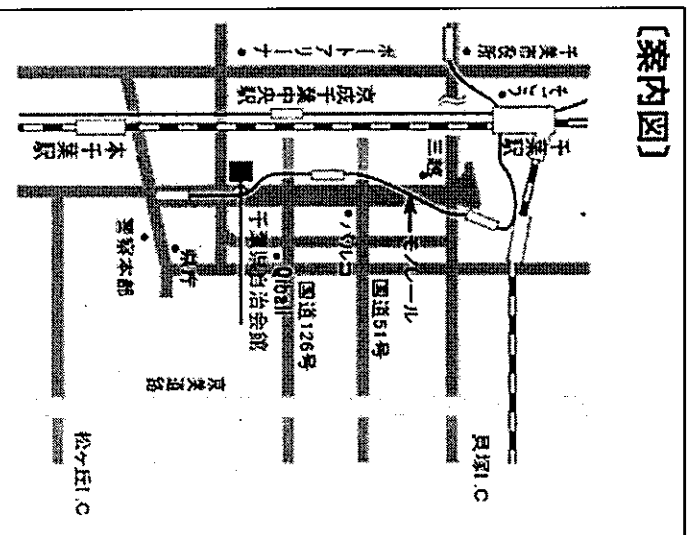 〔案内図〕
千葉市役所
ポートアリーナ
そごう
京成千葉中央駅
千葉駅
本千葉駅
三越
モノレール
パルコ
千葉県自治会館
Qiball
県庁
警察本部
国道51号
国道126号
京葉道路
貝塚I.C
松ケ丘I.C